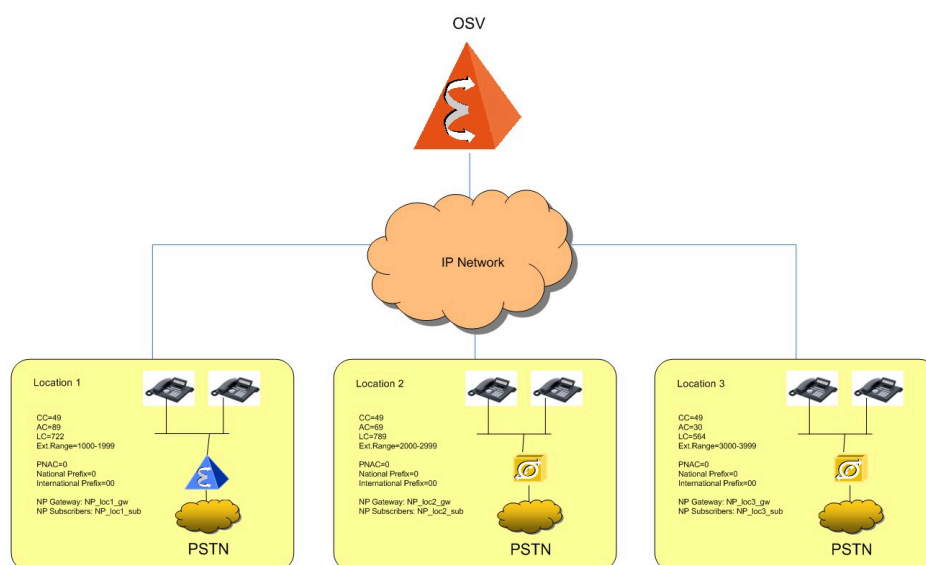 OSV
IP Network
Location 1
CC=49
AC=89
LC=722
Ext.Range=1000-1999
PNAC=0
National Prefix=0
International Prefix=00
NP Gateway: NP_loc1_gw
NP Subscribers: NP_loc1_sub
PSTN
Location 2
CC=49
AC=69
LC=789
Ext.Range=2000-2999
PNAC=0
National Prefix=0
International Prefix=00
NP Gateway: NP_loc2_gw
NP Subscribers: NP_loc2_sub
PSTN
Location 3
CC=49
AC=30
LC=564
Ext.Range=3000-3999
PNAC=0
National Prefix=0
International Prefix=00
NP Gateway: NP_loc3_gw
NP Subscribers: NP_loc3_sub
PSTN